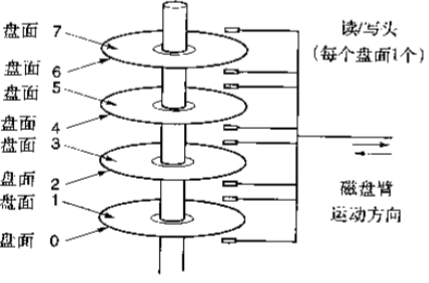 盘面 7
盘面 6
盘面 5
盘面 4
盘面 3
盘面 2
盘面 1
盘面 0
读/写头
(每个盘面1个)
磁盘臂
运动方向